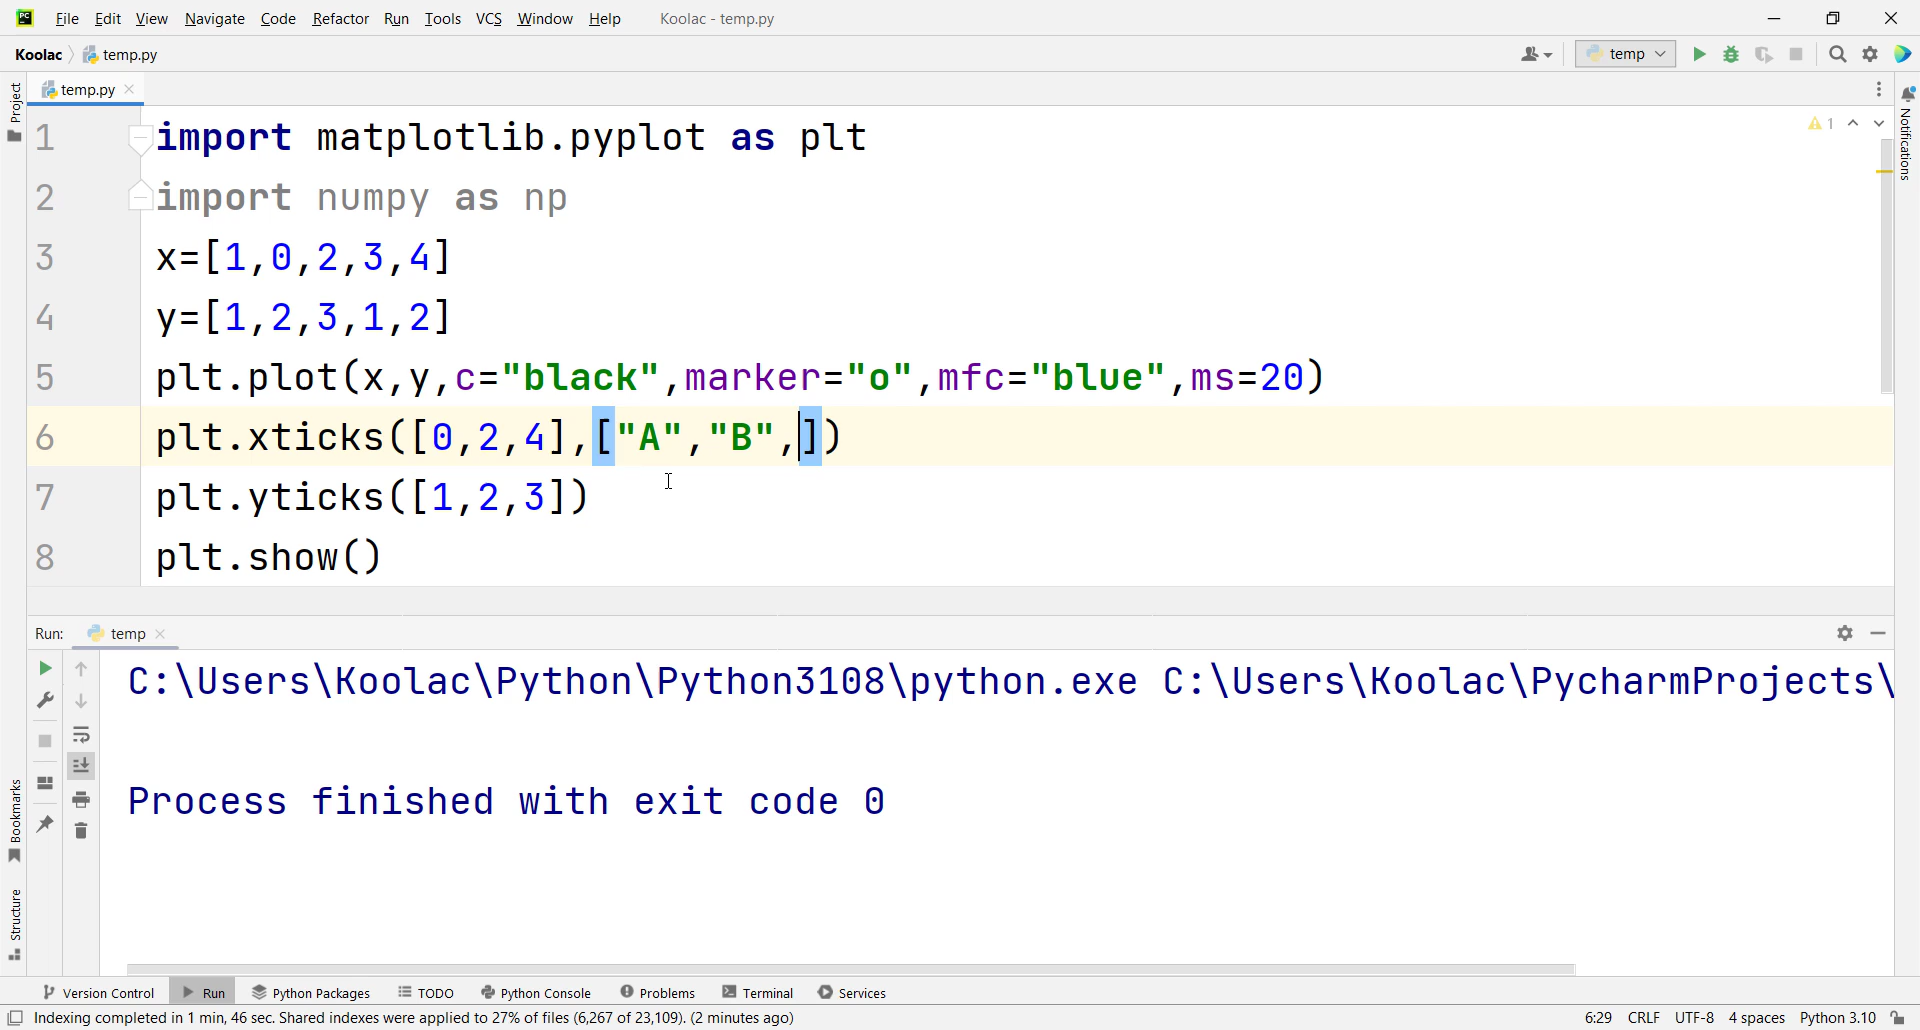 PC File Edit View Navigate Code Refactor Run Tools VCS Window Help Koolac - temp.py
Koolac temp.py temp
temp.py
Project
Notifications
1
1 import matplotlib.pyplot as plt
2 import numpy as np
3 x=[1,0,2,3,4]
4 y=[1,2,3,1,2]
5 plt.plot(x,y,c="black",marker="o",mfc="blue",ms=20)
6 plt.xticks([0,2,4],["A","B",])
7 plt.yticks([1,2,3])
8 plt.show()
Run: temp
C:\Users\Koolac\Python\Python3108\python.exe C:\Users\Koolac\PycharmProjects\
Process finished with exit code 0
Bookmarks
Structure
Version Control Run Python Packages TODO Python Console Problems Terminal Services
Indexing completed in 1 min, 46 sec. Shared indexes were applied to 27% of files (6,267 of 23,109). (2 minutes ago) 6:29 CRLF UTF-8 4 spaces Python 3.10